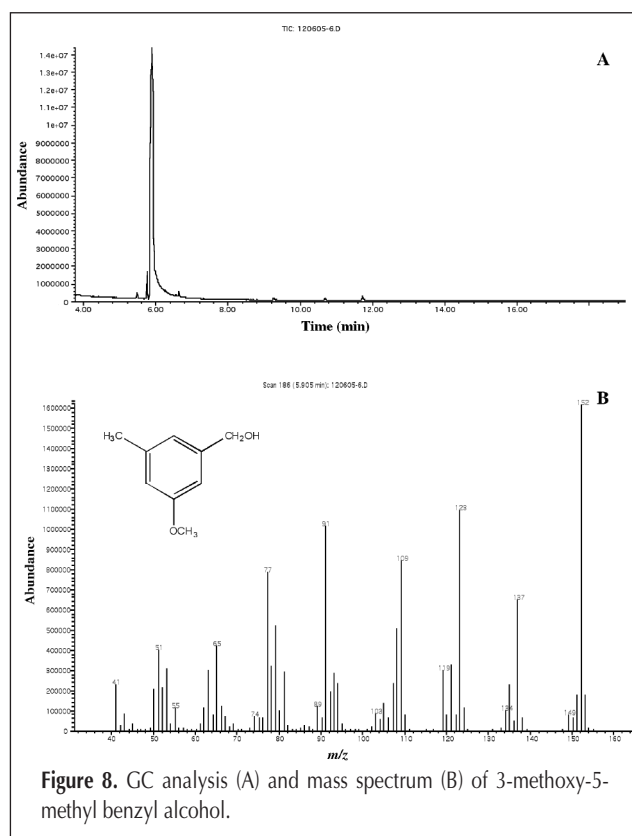 TIC: 120605-6.D
A
Abundance
1.4e+07
1.3e+07
1.2e+07
1.1e+07
1e+07
9000000
8000000
7000000
6000000
5000000
4000000
3000000
2000000
1000000
0
4.00 6.00 8.00 10.00 12.00 14.00 16.00
Time (min)
Scan 186 (5.905 min): 120605-6.D
B
Abundance
1600000
1500000
1400000
1300000
1200000
1100000
1000000
900000
800000
700000
600000
500000
400000
300000
200000
100000
0
H₃C
CH₂OH
OCH₃
41
51
55
65
74
77
89
91
103
109
119
123
134
137
149
152
40 50 60 70 80 90 100 110 120 130 140 150 160
m/z
Figure 8. GC analysis (A) and mass spectrum (B) of 3-methoxy-5-
methyl benzyl alcohol.